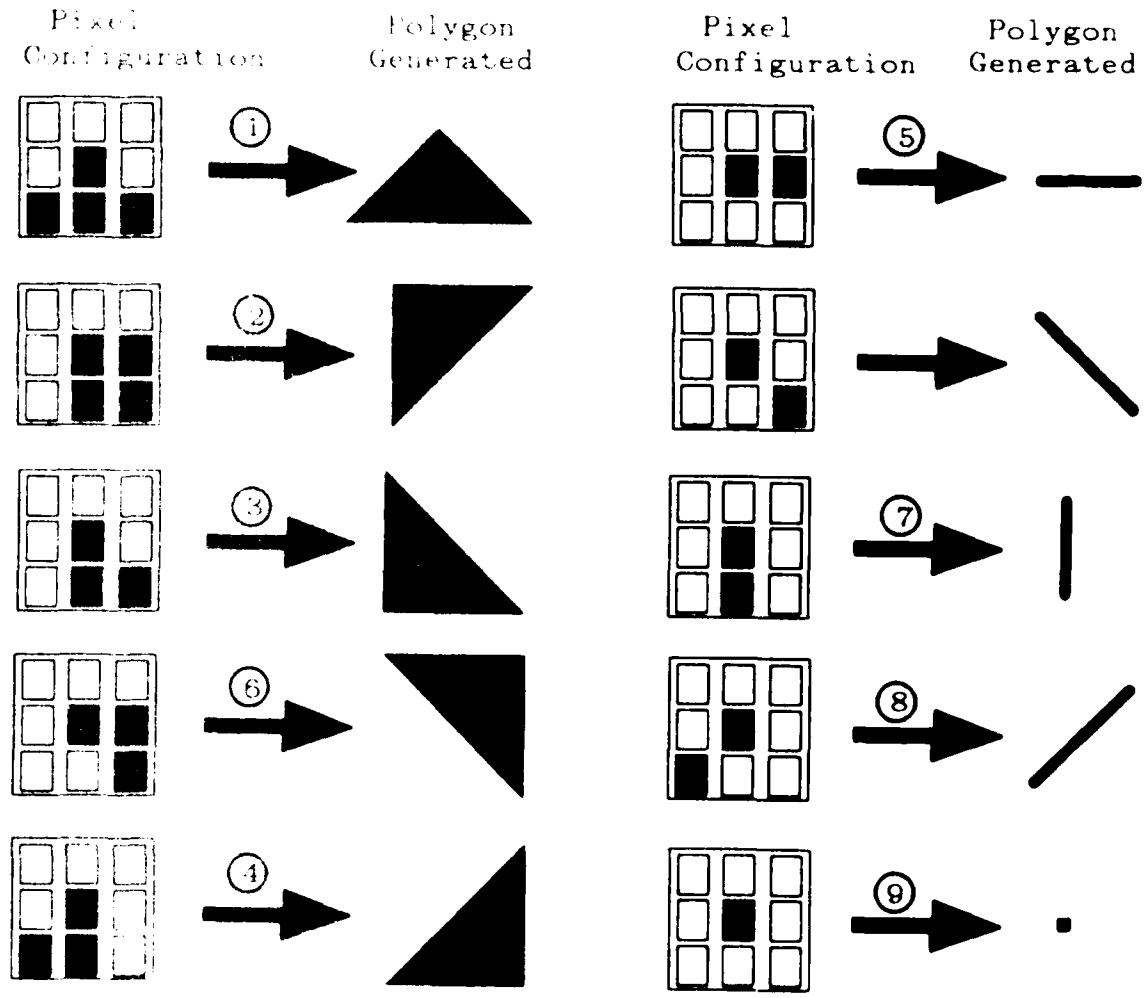 Pixel
Configuration
Polygon
Generated
1
2
3
6
4
Pixel
Configuration
Polygon
Generated
5
7
8
9